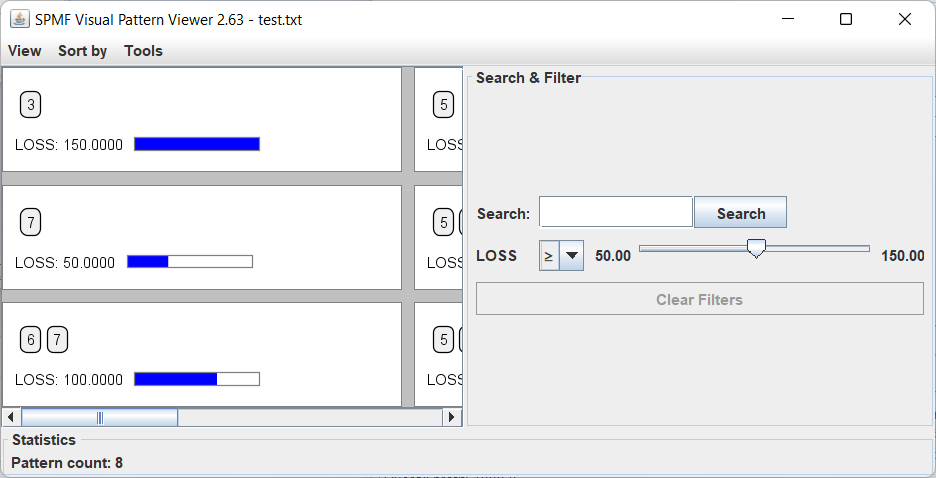 SPMF Visual Pattern Viewer 2.63 - test.txt
View Sort by Tools
3
LOSS: 150.0000
5
LOSS
7
LOSS: 50.0000
5
LOSS
6 7
LOSS: 100.0000
5
LOSS
Search & Filter
Search: Search
LOSS ≥ 50.00 150.00
Clear Filters
Statistics
Pattern count: 8